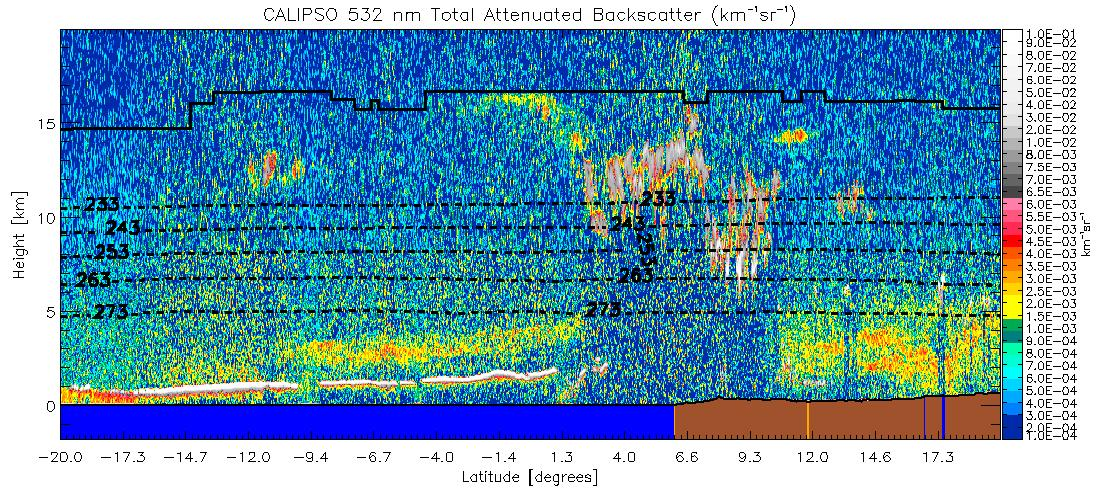 CALIPSO 532 nm Total Attenuated Backscatter (km⁻¹sr⁻¹)
1.0E-01
9.0E-02
8.0E-02
7.0E-02
6.0E-02
5.0E-02
4.0E-02
3.0E-02
2.0E-02
1.0E-02
8.0E-03
7.5E-03
7.0E-03
6.5E-03
6.0E-03
5.5E-03
5.0E-03
4.5E-03
4.0E-03
3.5E-03
3.0E-03
2.5E-03
2.0E-03
1.5E-03
1.0E-03
9.0E-04
8.0E-04
7.0E-04
6.0E-04
5.0E-04
4.0E-04
3.0E-04
2.0E-04
1.0E-04
km⁻¹sr⁻¹
Height [km]
15
10
5
0
233 233
243 243
253 253
263 263
273 273
-20.0 -17.3 -14.7 -12.0 -9.4 -6.7 -4.0 -1.4 1.3 4.0 6.6 9.3 12.0 14.6 17.3
Latitude [degrees]